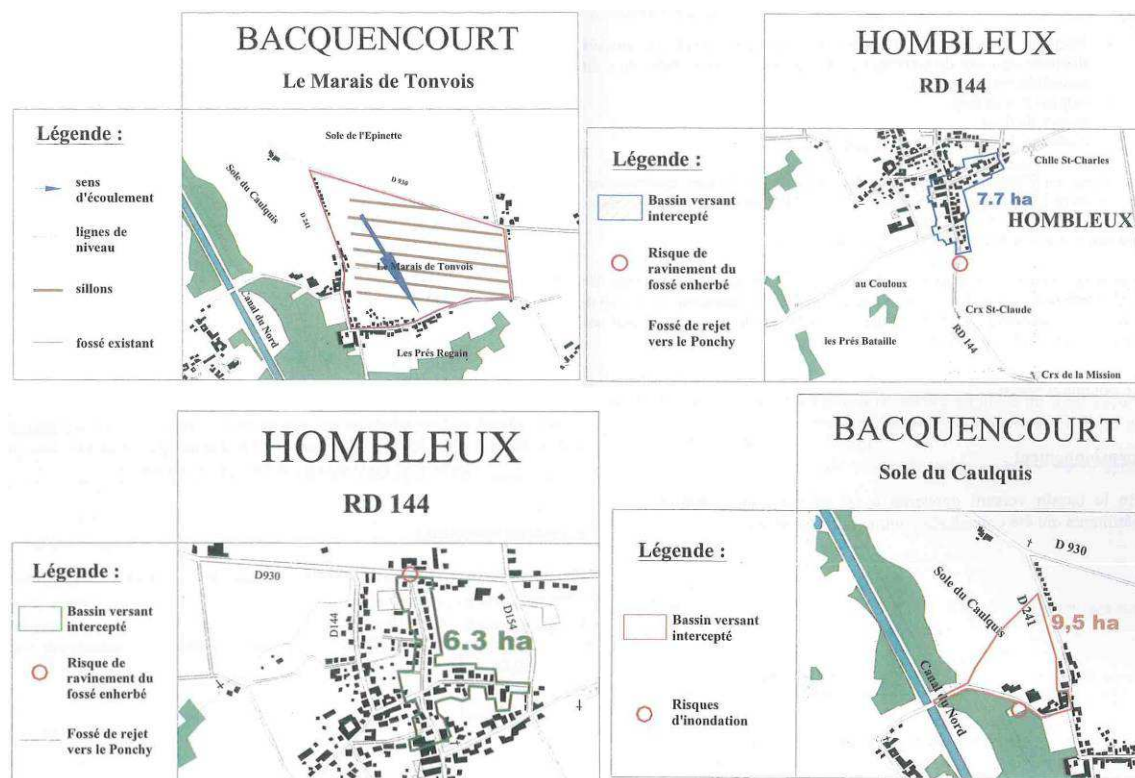 BACQUENCOURT
Le Marais de Tonvois
Légende :
sens
d'écoulement
lignes de
niveau
sillons
fossé existant
Sole de l'Epinette
Sole du Caulquis
D 930
D 241
Le Marais de Tonvois
Canal du Nord
Les Prés Regain
HOMBLEUX
RD 144
Légende :
Bassin versant
intercepté
Risque de
ravinement du
fossé enherbé
Fossé de rejet
vers le Ponchy
Chlle St-Charles
7.7 ha
HOMBLEUX
au Couloux
Crx St-Claude
les Prés Bataille
RD 144
Crx de la Mission
HOMBLEUX
RD 144
Légende :
Bassin versant
intercepté
Risque de
ravinement du
fossé enherbé
Fossé de rejet
vers le Ponchy
D930
D144
D154
6.3 ha
BACQUENCOURT
Sole du Caulquis
Légende :
Bassin versant
intercepté
Risques
d'inondation
D 930
Sole du Caulquis
D 241
9,5 ha
Canal du Nord